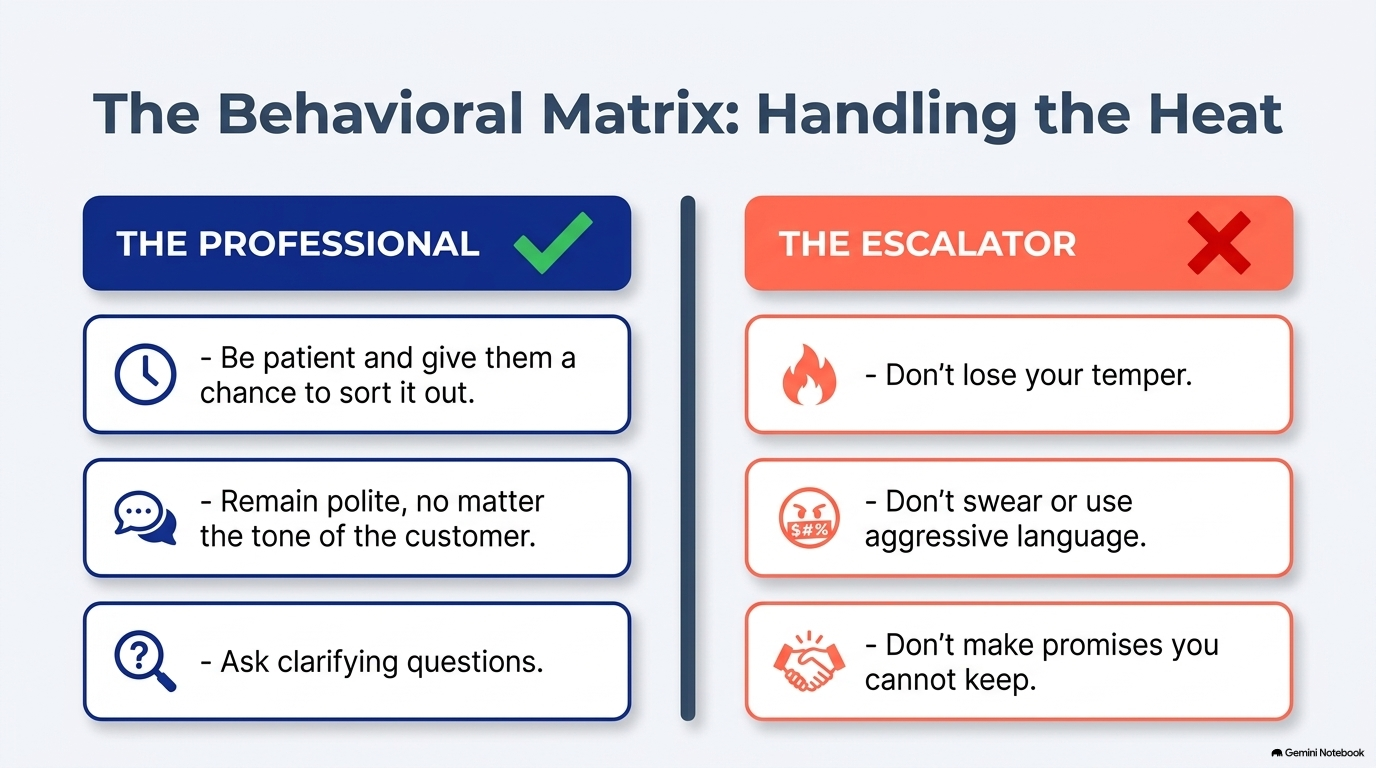 The Behavioral Matrix: Handling the Heat
THE PROFESSIONAL
- Be patient and give them a
chance to sort it out.
- Remain polite, no matter
the tone of the customer.
- Ask clarifying questions.
THE ESCALATOR
- Don’t lose your temper.
- Don’t swear or use
aggressive language.
$#%
- Don’t make promises you
cannot keep.
Gemini Notebook